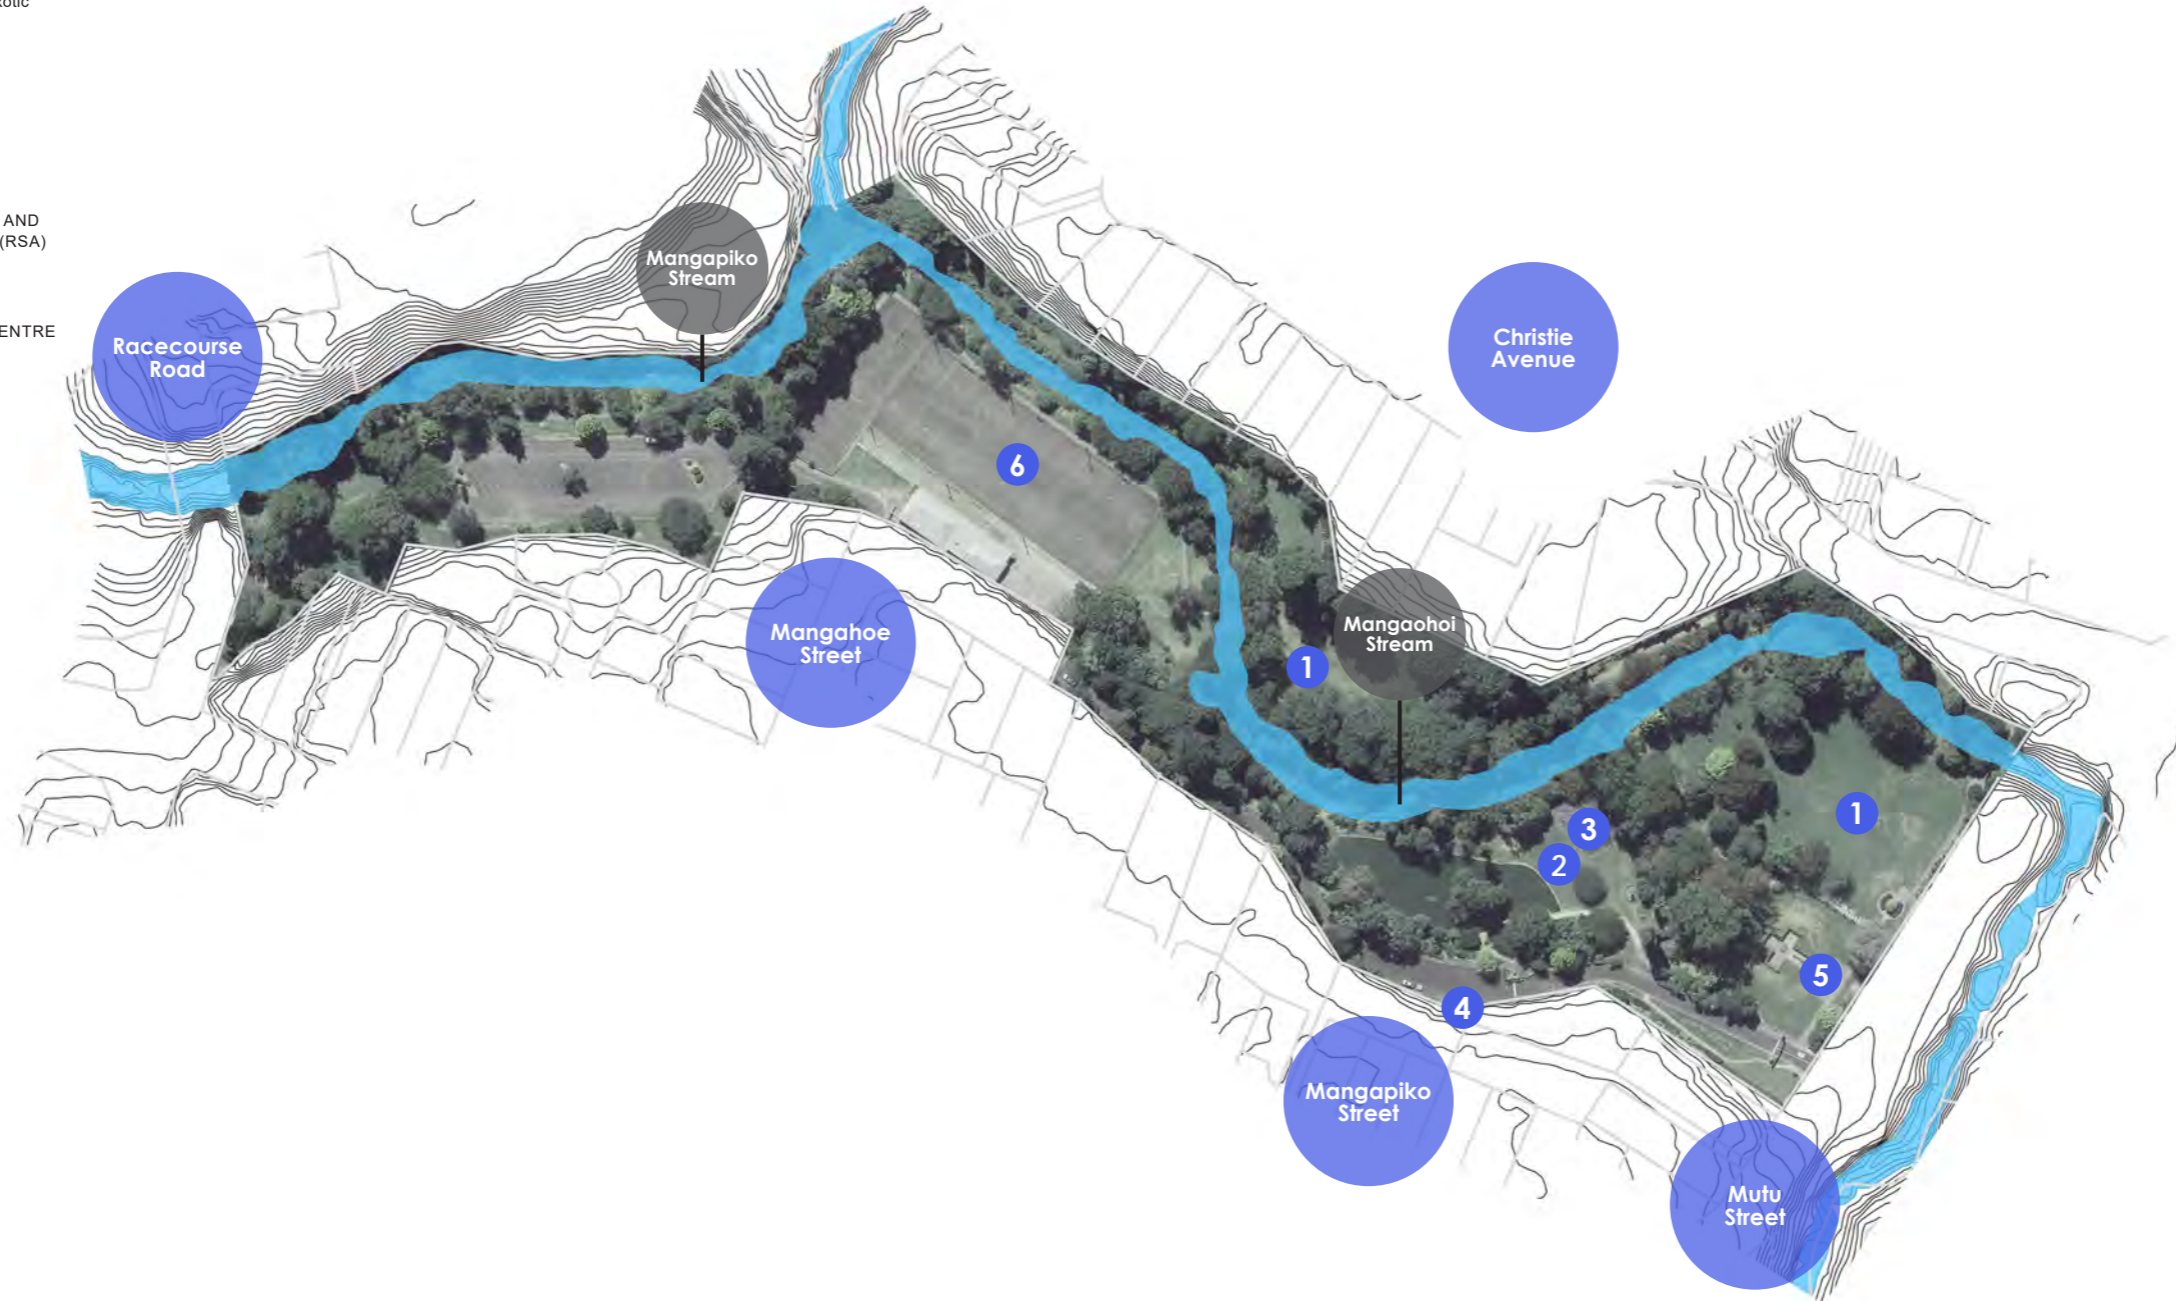 AND
(RSA)
ENTRE
Mangapiko
Stream
Racecourse
Road
Christie
Avenue
6
Mangahoe
Street
Mangaohoi
Stream
1
1
3
2
5
4
Mangapiko
Street
Mutu
Street